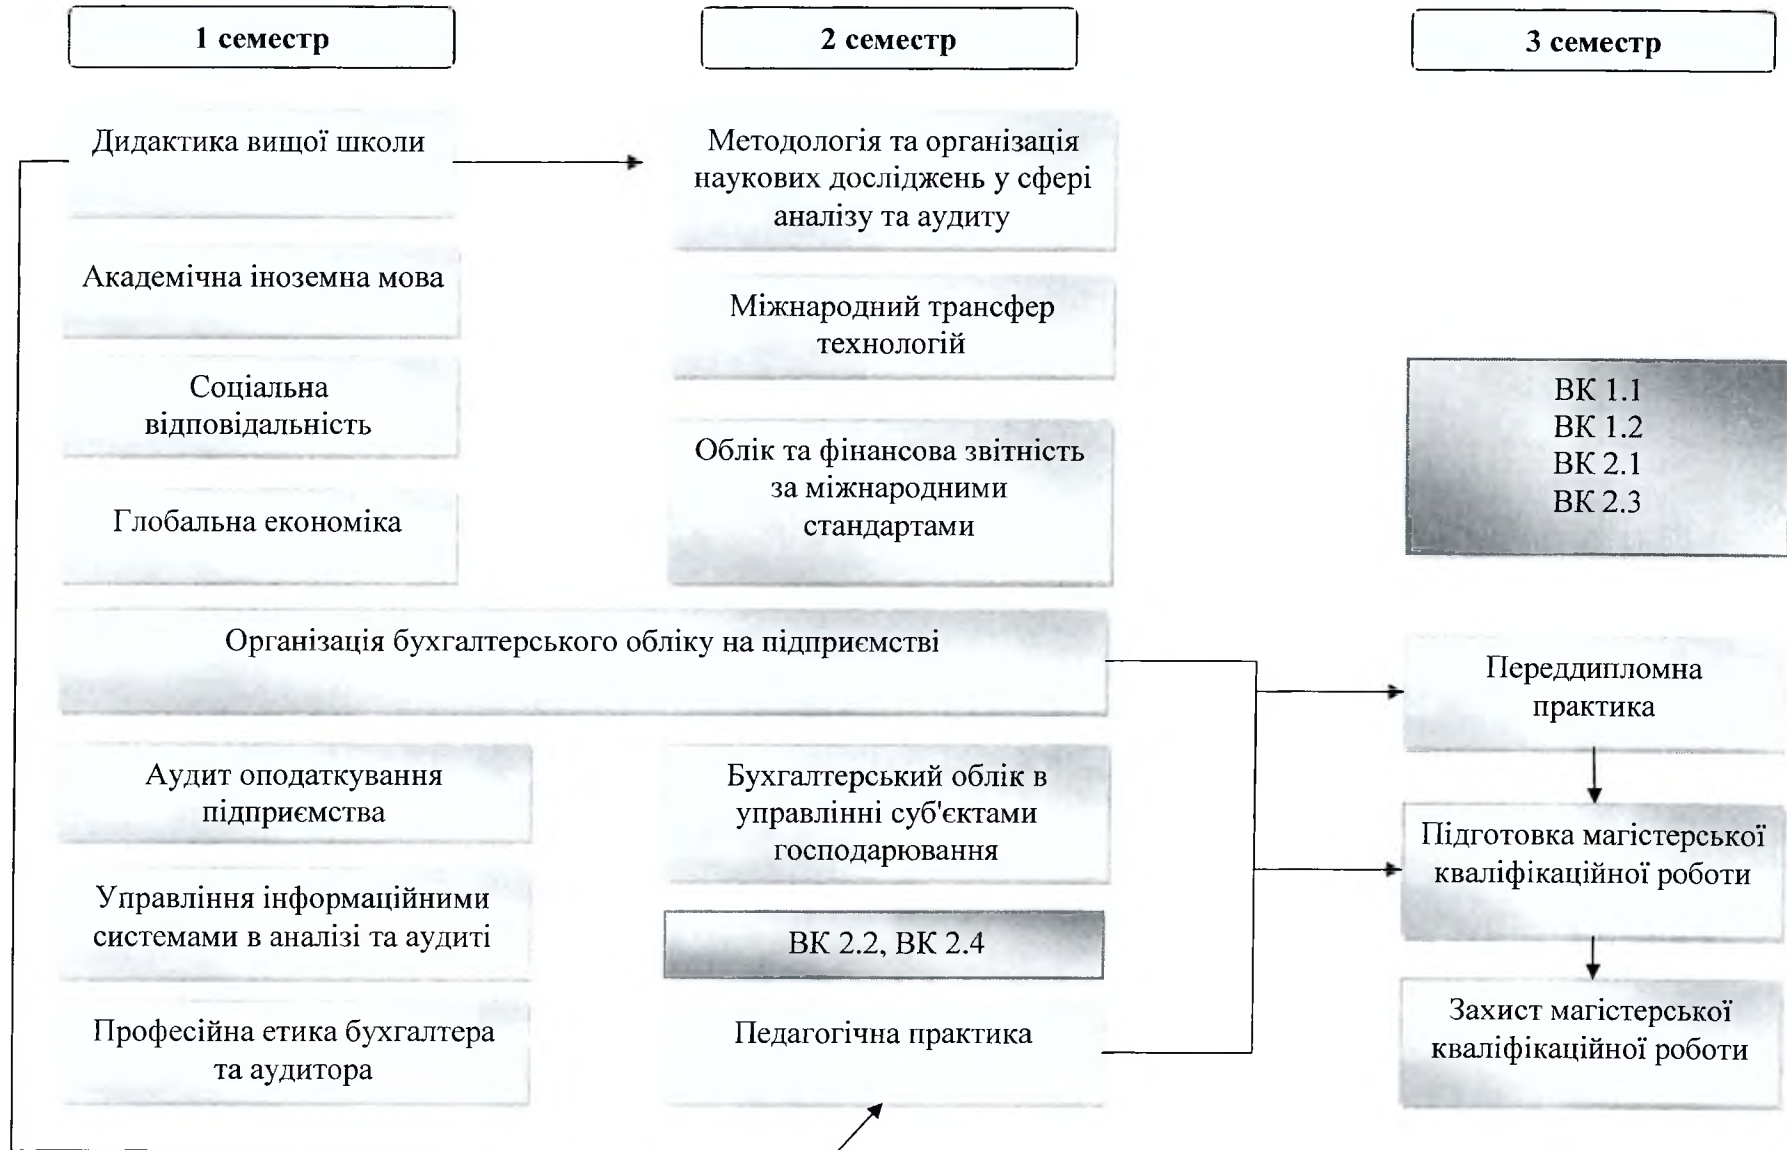 1 семестр
2 семестр
3 семестр
Дидактика вищої школи
Методологія та організація
наукових досліджень у сфері
аналізу та аудиту
Академічна іноземна мова
Міжнародний трансфер
технологій
Соціальна
відповідальність
Облік та фінансова звітність
за міжнародними
стандартами
ВК 1.1
ВК 1.2
ВК 2.1
ВК 2.3
Глобальна економіка
Організація бухгалтерського обліку на підприємстві
Переддипломна
практика
Аудит оподаткування
підприємства
Бухгалтерський облік в
управлінні суб'єктами
господарювання
Підготовка магістерської
кваліфікаційної роботи
Управління інформаційними
системами в аналізі та аудиті
ВК 2.2, ВК 2.4
Професійна етика бухгалтера
та аудитора
Педагогічна практика
Захист магістерської
кваліфікаційної роботи